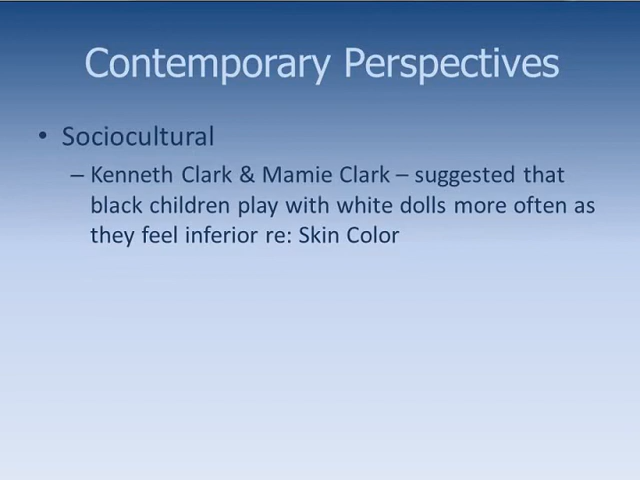 Contemporary Perspectives
• Sociocultural
– Kenneth Clark & Mamie Clark – suggested that
black children play with white dolls more often as
they feel inferior re: Skin Color